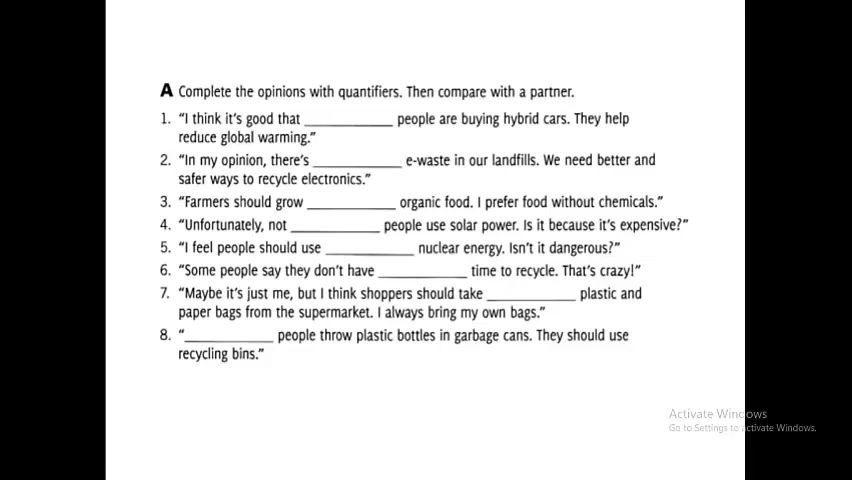 A Complete the opinions with quantifiers. Then compare with a partner.
1. "I think it's good that ____________ people are buying hybrid cars. They help
reduce global warming."
2. "In my opinion, there's ____________ e-waste in our landfills. We need better and
safer ways to recycle electronics."
3. "Farmers should grow ____________ organic food. I prefer food without chemicals."
4. "Unfortunately, not ____________ people use solar power. Is it because it's expensive?"
5. "I feel people should use ____________ nuclear energy. Isn't it dangerous?"
6. "Some people say they don't have ____________ time to recycle. That's crazy!"
7. "Maybe it's just me, but I think shoppers should take ____________ plastic and
paper bags from the supermarket. I always bring my own bags."
8. "____________ people throw plastic bottles in garbage cans. They should use
recycling bins."
Activate Windows
Go to Settings to Activate Windows.